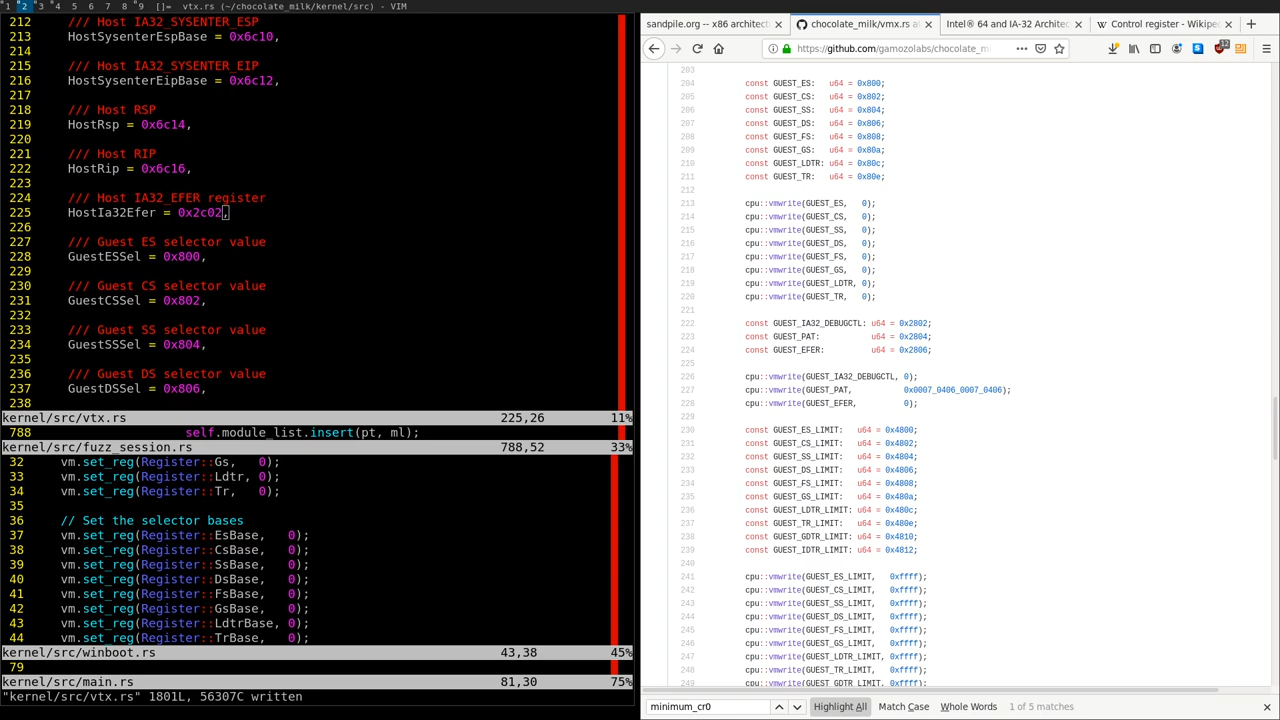 1 2 3 4 5 6 7 8 9 []= vtx.rs (~/chocolate_milk/kernel/src) - VIM
212 /// Host IA32_SYSENTER_ESP
213 HostSysenterEspBase = 0x6c10,
214
215 /// Host IA32_SYSENTER_EIP
216 HostSysenterEipBase = 0x6c12,
217
218 /// Host RSP
219 HostRsp = 0x6c14,
220
221 /// Host RIP
222 HostRip = 0x6c16,
223
224 /// Host IA32_EFER register
225 HostIa32Efer = 0x2c02,
226
227 /// Guest ES selector value
228 GuestESSel = 0x800,
229
230 /// Guest CS selector value
231 GuestCSSel = 0x802,
232
233 /// Guest SS selector value
234 GuestSSSel = 0x804,
235
236 /// Guest DS selector value
237 GuestDSSel = 0x806,
238
kernel/src/vtx.rs 225,26 11%
788 self.module_list.insert(pt, ml);
kernel/src/fuzz_session.rs 788,52 33%
32 vm.set_reg(Register::Gs, 0);
33 vm.set_reg(Register::Ldtr, 0);
34 vm.set_reg(Register::Tr, 0);
35
36 // Set the selector bases
37 vm.set_reg(Register::EsBase, 0);
38 vm.set_reg(Register::CsBase, 0);
39 vm.set_reg(Register::SsBase, 0);
40 vm.set_reg(Register::DsBase, 0);
41 vm.set_reg(Register::FsBase, 0);
42 vm.set_reg(Register::GsBase, 0);
43 vm.set_reg(Register::LdtrBase, 0);
44 vm.set_reg(Register::TrBase, 0);
kernel/src/winboot.rs 43,38 45%
79
kernel/src/main.rs 81,30 75%
"kernel/src/vtx.rs" 1801L, 56307C written
sandpile.org -- x86 architect chocolate_milk/vmx.rs a Intel® 64 and IA-32 Architec Control register - Wikipe
https://github.com/gamozolabs/chocolate_mi
12
203
204 const GUEST_ES: u64 = 0x800;
205 const GUEST_CS: u64 = 0x802;
206 const GUEST_SS: u64 = 0x804;
207 const GUEST_DS: u64 = 0x806;
208 const GUEST_FS: u64 = 0x808;
209 const GUEST_GS: u64 = 0x80a;
210 const GUEST_LDTR: u64 = 0x80c;
211 const GUEST_TR: u64 = 0x80e;
212
213 cpu::vmwrite(GUEST_ES, 0);
214 cpu::vmwrite(GUEST_CS, 0);
215 cpu::vmwrite(GUEST_SS, 0);
216 cpu::vmwrite(GUEST_DS, 0);
217 cpu::vmwrite(GUEST_FS, 0);
218 cpu::vmwrite(GUEST_GS, 0);
219 cpu::vmwrite(GUEST_LDTR, 0);
220 cpu::vmwrite(GUEST_TR, 0);
221
222 const GUEST_IA32_DEBUGCTL: u64 = 0x2802;
223 const GUEST_PAT: u64 = 0x2804;
224 const GUEST_EFER: u64 = 0x2806;
225
226 cpu::vmwrite(GUEST_IA32_DEBUGCTL, 0);
227 cpu::vmwrite(GUEST_PAT, 0x0007_0406_0007_0406);
228 cpu::vmwrite(GUEST_EFER, 0);
229
230 const GUEST_ES_LIMIT: u64 = 0x4800;
231 const GUEST_CS_LIMIT: u64 = 0x4802;
232 const GUEST_SS_LIMIT: u64 = 0x4804;
233 const GUEST_DS_LIMIT: u64 = 0x4806;
234 const GUEST_FS_LIMIT: u64 = 0x4808;
235 const GUEST_GS_LIMIT: u64 = 0x480a;
236 const GUEST_LDTR_LIMIT: u64 = 0x480c;
237 const GUEST_TR_LIMIT: u64 = 0x480e;
238 const GUEST_GDTR_LIMIT: u64 = 0x4810;
239 const GUEST_IDTR_LIMIT: u64 = 0x4812;
240
241 cpu::vmwrite(GUEST_ES_LIMIT, 0xffff);
242 cpu::vmwrite(GUEST_CS_LIMIT, 0xffff);
243 cpu::vmwrite(GUEST_SS_LIMIT, 0xffff);
244 cpu::vmwrite(GUEST_DS_LIMIT, 0xffff);
245 cpu::vmwrite(GUEST_FS_LIMIT, 0xffff);
246 cpu::vmwrite(GUEST_GS_LIMIT, 0xffff);
247 cpu::vmwrite(GUEST_LDTR_LIMIT, 0xffff);
248 cpu::vmwrite(GUEST_TR_LIMIT, 0xffff);
249 cpu::vmwrite(GUEST_GDTR_LIMIT, 0xffff);
minimum_cr0 Highlight All Match Case Whole Words 1 of 5 matches